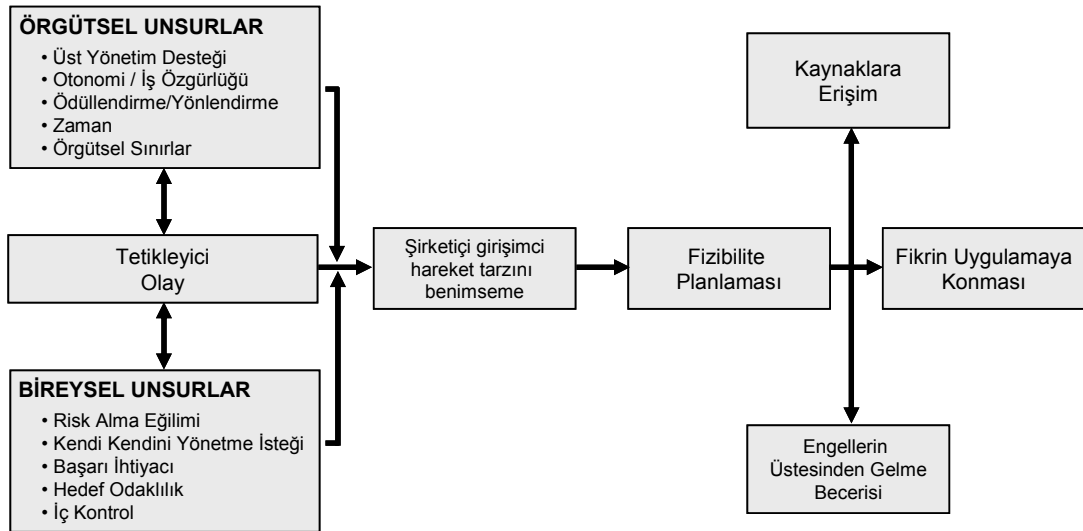 ÖRGÜTSEL UNSURLAR
• Üst Yönetim Desteği
• Otonomi / İş Özgürlüğü
• Ödüllendirme/Yönlendirme
• Zaman
• Örgütsel Sınırlar
Tetikleyici
Olay
BİREYSEL UNSURLAR
• Risk Alma Eğilimi
• Kendi Kendini Yönetme İsteği
• Başarı İhtiyacı
• Hedef Odaklılık
• İç Kontrol
Şirketiçi girişimci
hareket tarzını
benimseme
Fizibilite
Planlaması
Kaynaklara
Erişim
Fikrin Uygulamaya
Konması
Engellerin
Üstesinden Gelme
Becerisi